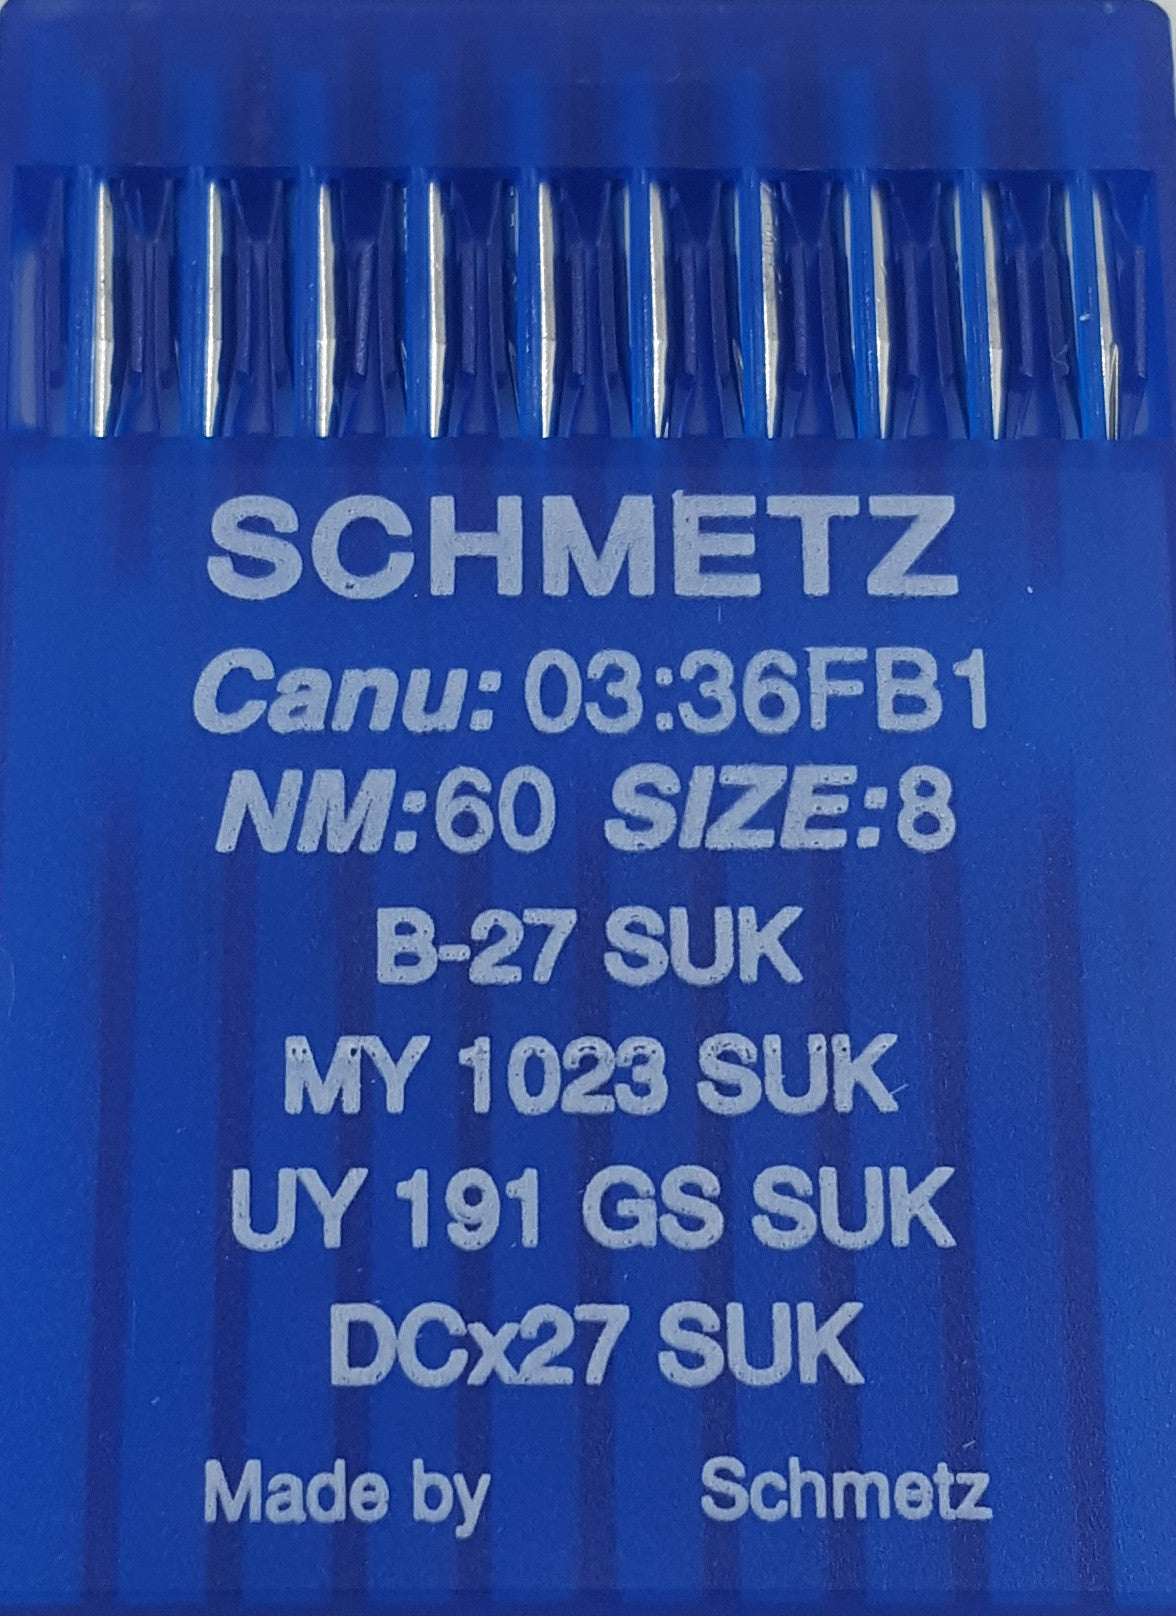 SCHMETZ
Canu: 03:36FB1
NM:60 SIZE:8
B-27 SUK
MY 1023 SUK
UY 191 GS SUK
DCx27 SUK
Made by Schmetz